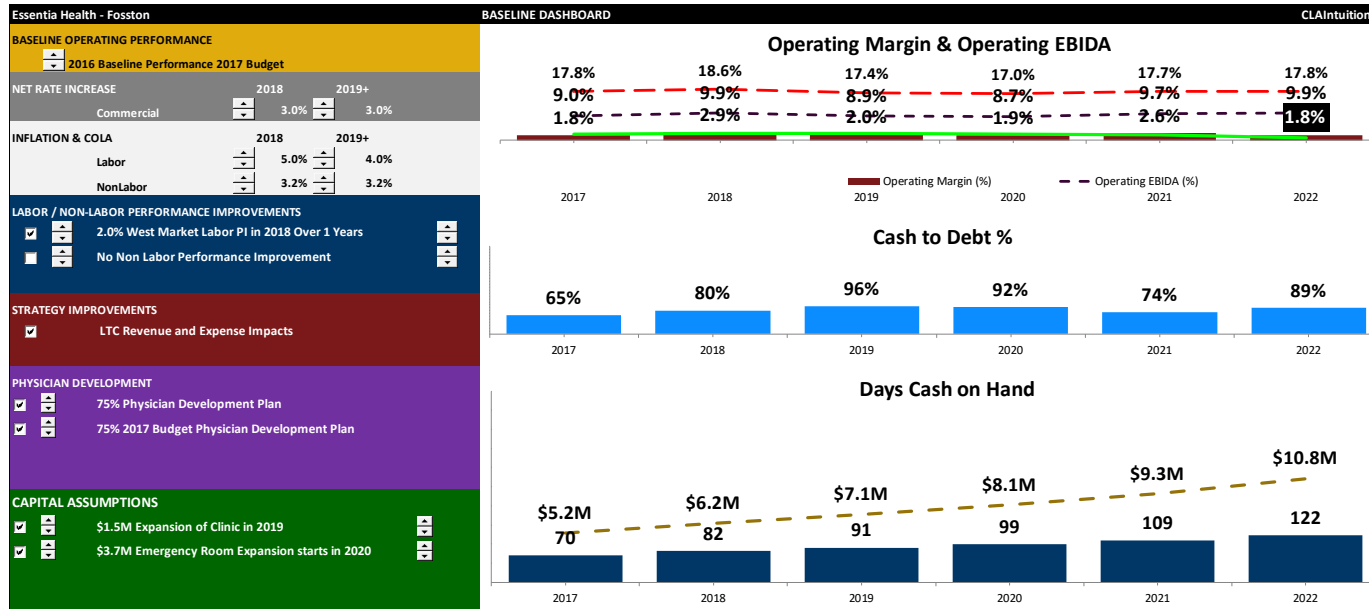 Essentia Health - Fosston
BASELINE DASHBOARD
CLAIntuition
BASELINE OPERATING PERFORMANCE
2016 Baseline Performance 2017 Budget
NET RATE INCREASE 2018 2019+
Commercial 3.0% 3.0%
INFLATION & COLA 2018 2019+
Labor 5.0% 4.0%
NonLabor 3.2% 3.2%
LABOR / NON-LABOR PERFORMANCE IMPROVEMENTS
2.0% West Market Labor PI in 2018 Over 1 Years
No Non Labor Performance Improvement
STRATEGY IMPROVEMENTS
LTC Revenue and Expense Impacts
PHYSICIAN DEVELOPMENT
75% Physician Development Plan
75% 2017 Budget Physician Development Plan
CAPITAL ASSUMPTIONS
$1.5M Expansion of Clinic in 2019
$3.7M Emergency Room Expansion starts in 2020
Operating Margin & Operating EBIDA
17.8% 18.6% 17.4% 17.0% 17.7% 17.8%
9.0% 9.9% 8.9% 8.7% 9.7% 9.9%
1.8% 2.9% 2.0% 1.9% 2.6% 1.8%
Operating Margin (%) Operating EBIDA (%)
2017 2018 2019 2020 2021 2022
Cash to Debt %
65% 80% 96% 92% 74% 89%
2017 2018 2019 2020 2021 2022
Days Cash on Hand
$5.2M $6.2M $7.1M $8.1M $9.3M $10.8M
70 82 91 99 109 122
2017 2018 2019 2020 2021 2022